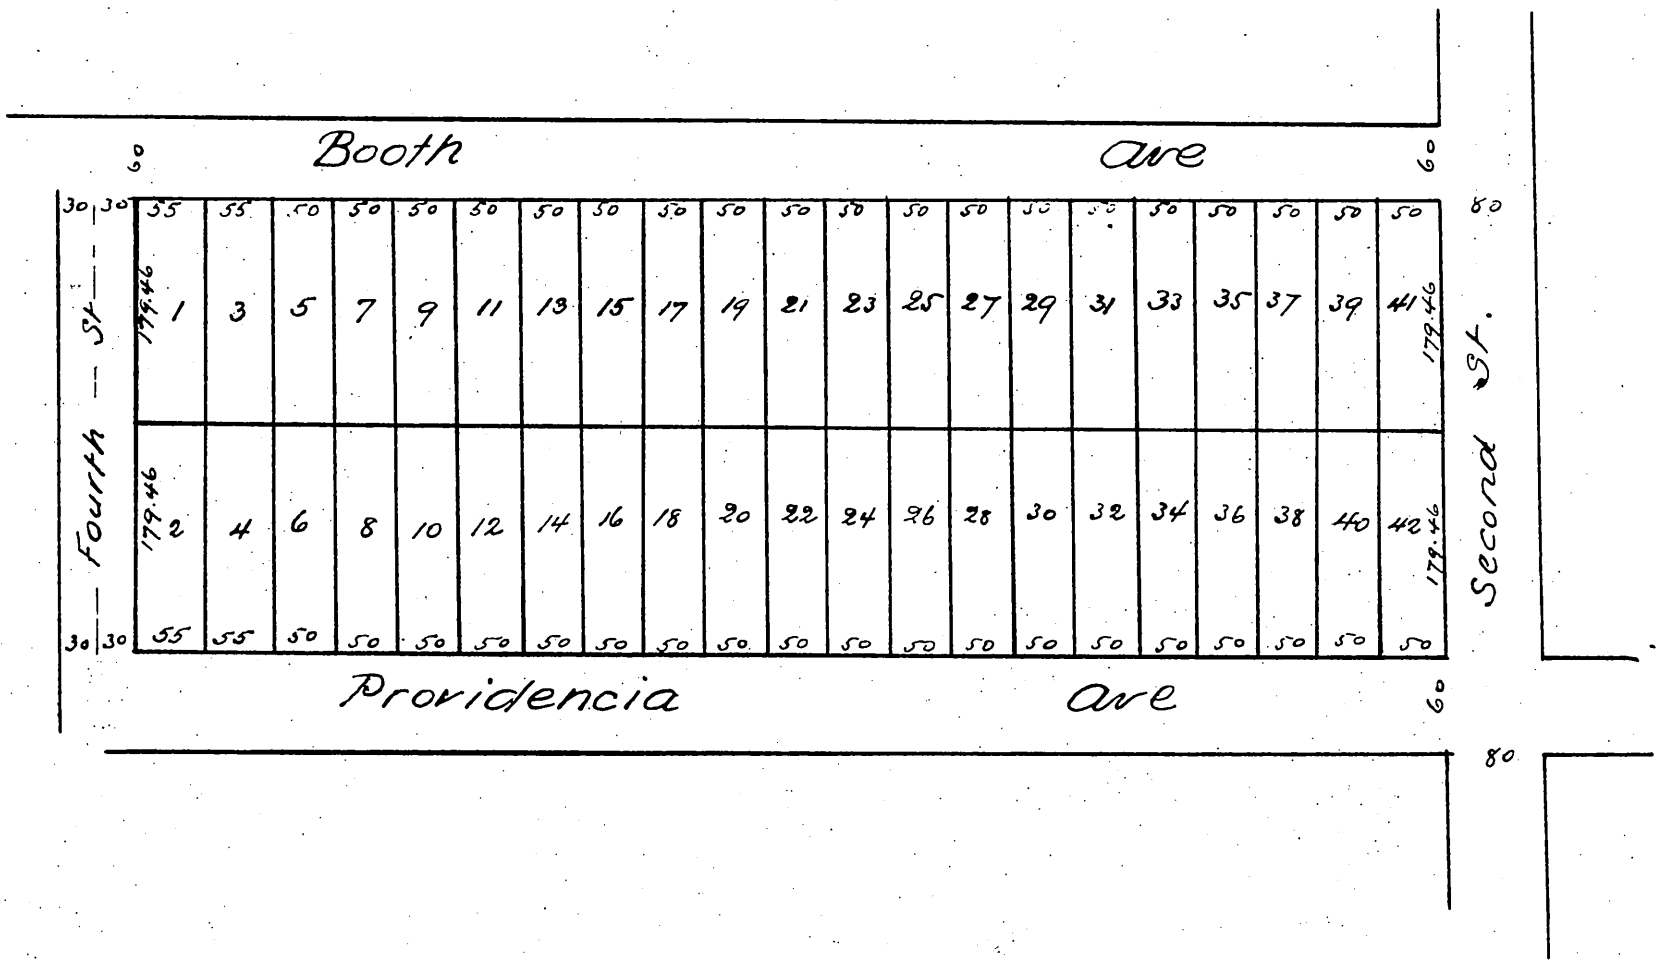 Booth Ave
60 60
30 30 55 55 50 50 50 50 50 50 50 50 50 50 50 50 50 50 50 50 50 50 50 80
179.46 1 3 5 7 9 11 13 15 17 19 21 23 25 27 29 31 33 35 37 39 41 179.46
Fourth St
Second St.
179.46 2 4 6 8 10 12 14 16 18 20 22 24 26 28 30 32 34 36 38 40 42 179.46
30 30 55 55 50 50 50 50 50 50 50 50 50 50 50 50 50 50 50 50 50 50 50
Providencia Ave
60
80